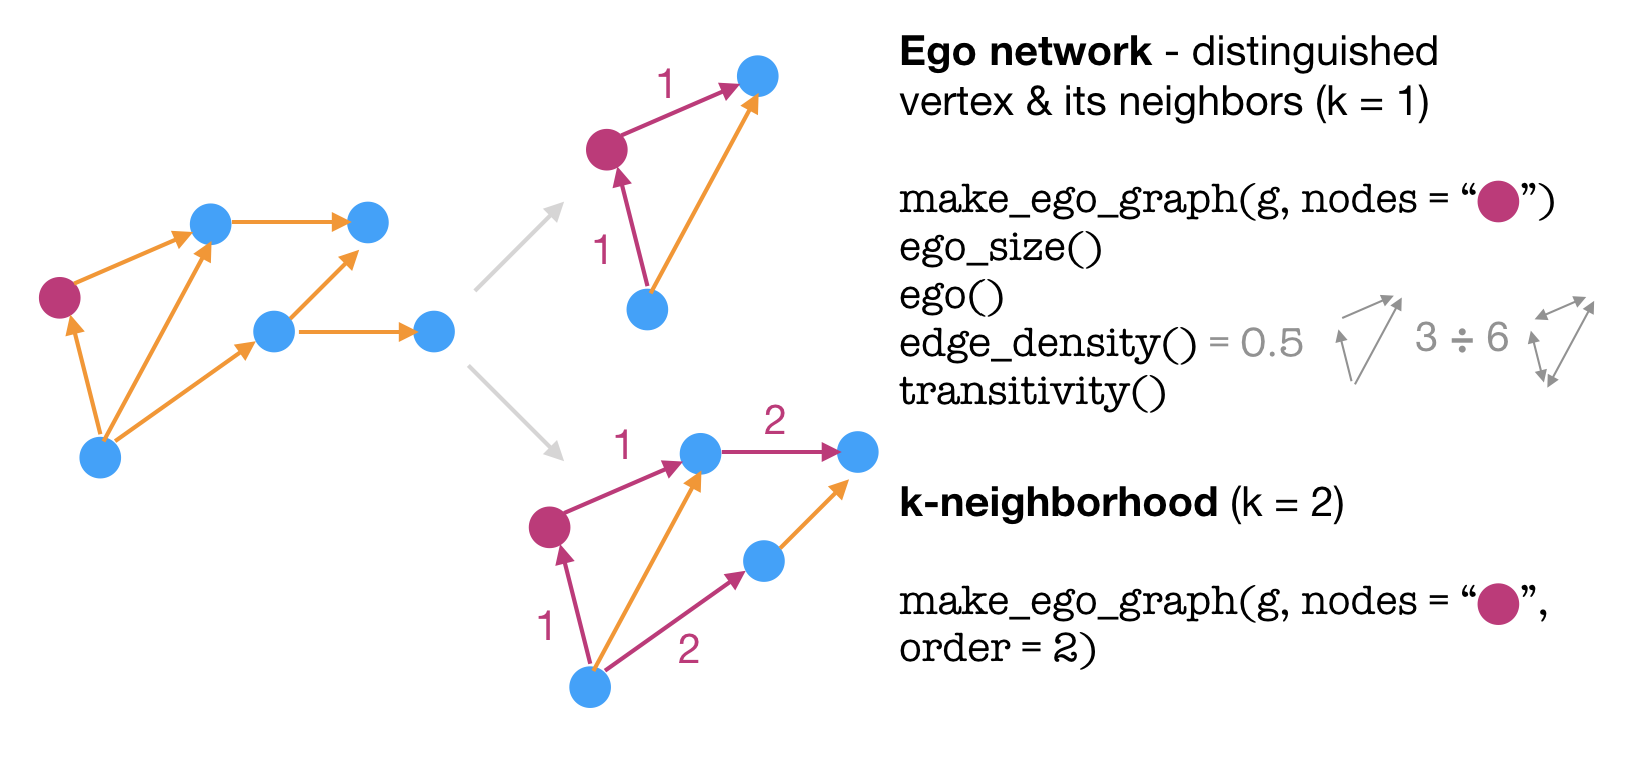 Ego network - distinguished
vertex & its neighbors (k = 1)
make_ego_graph(g, nodes = “ ”)
ego_size()
ego()
edge_density() = 0.5 3 ÷ 6
transitivity()
k-neighborhood (k = 2)
make_ego_graph(g, nodes = “ ”,
order = 2)
1
1
1
2
1
2